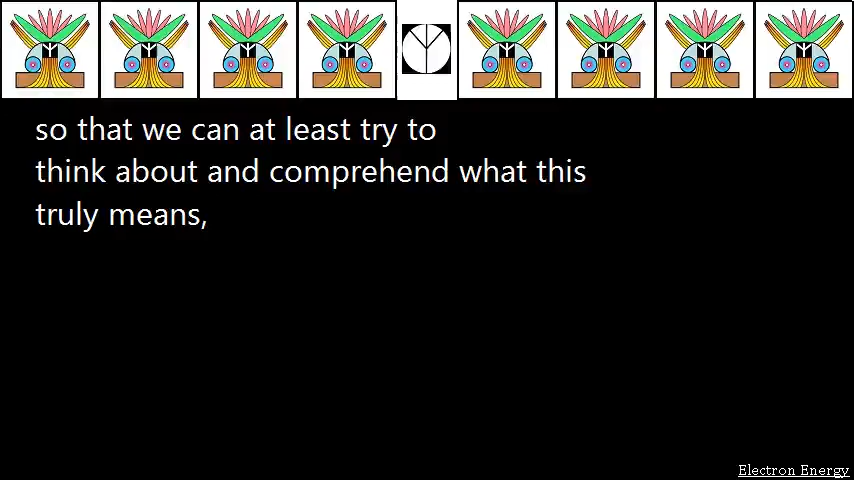 so that we can at least try to
think about and comprehend what this
truly means,
Electron Energy